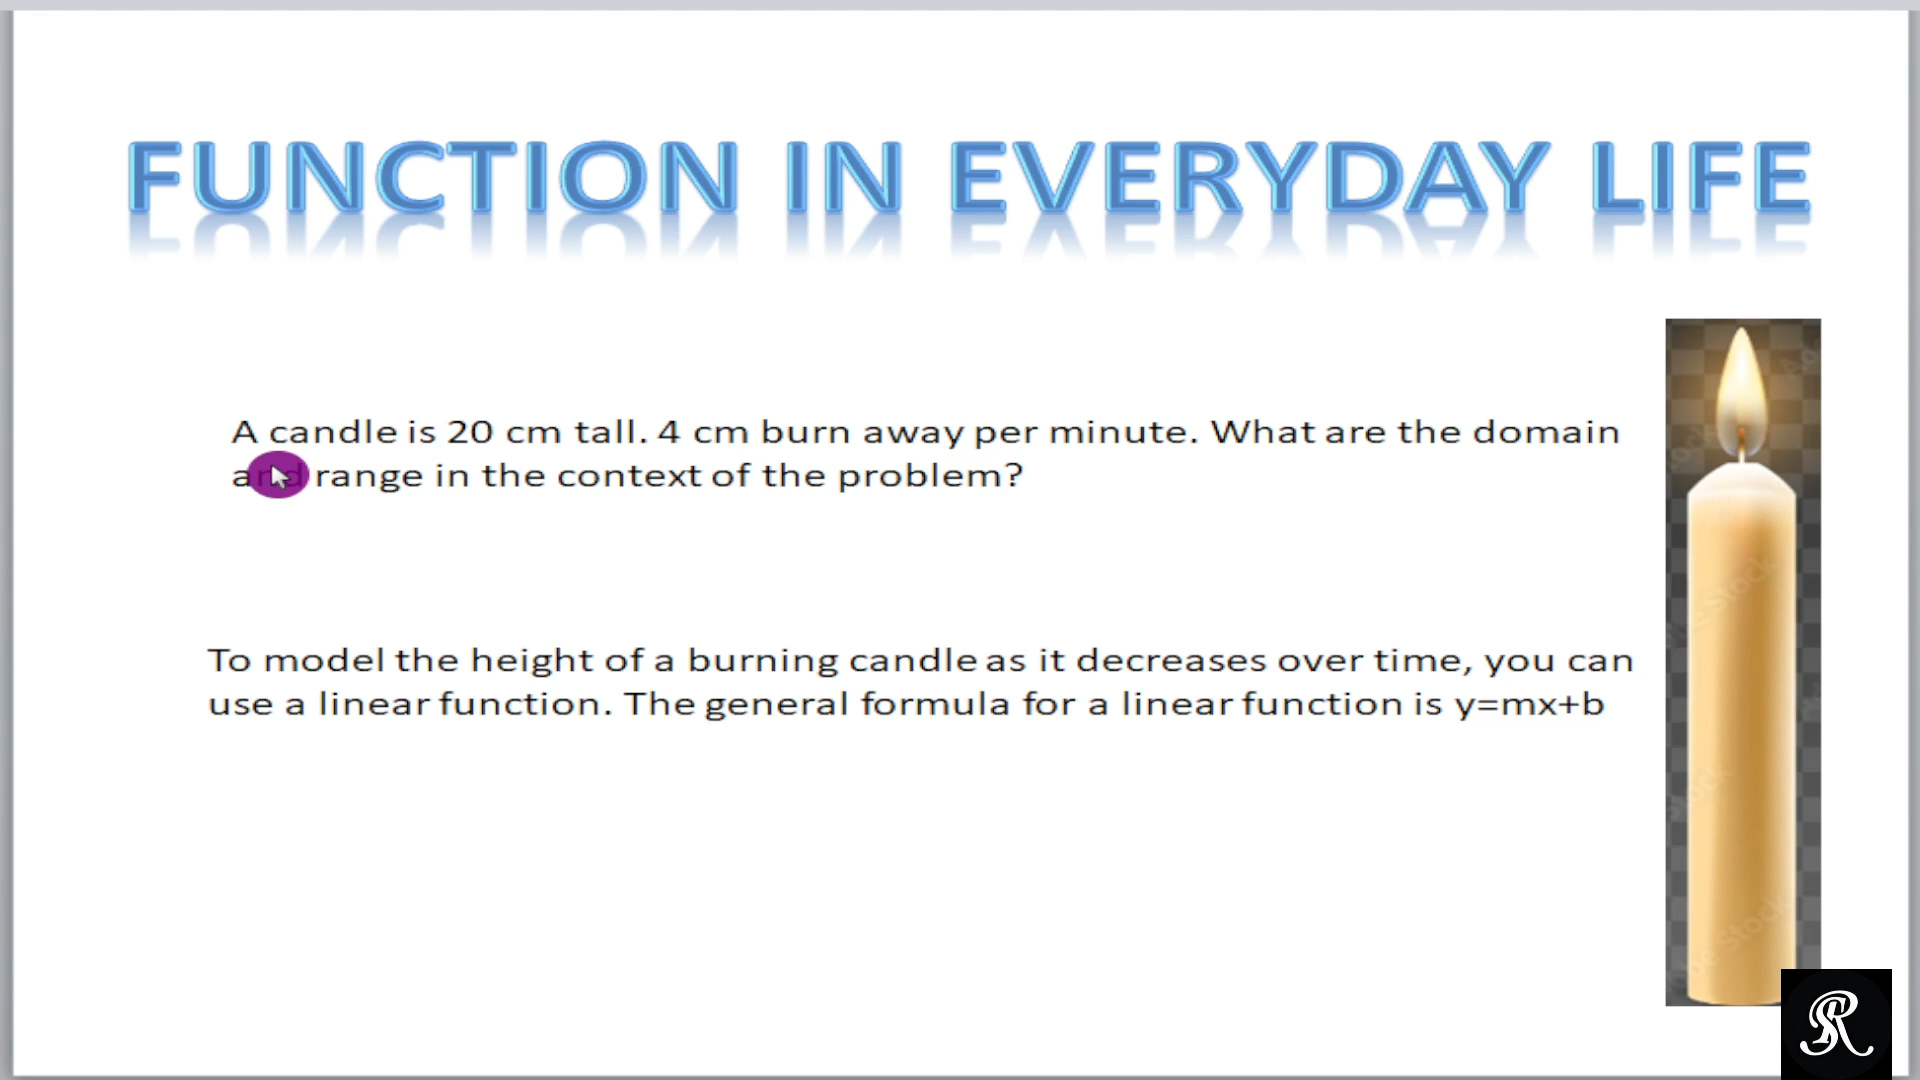 FUNCTION IN EVERYDAY LIFE
A candle is 20 cm tall. 4 cm burn away per minute. What are the domain
and range in the context of the problem?
To model the height of a burning candle as it decreases over time, you can
use a linear function. The general formula for a linear function is y=mx+b